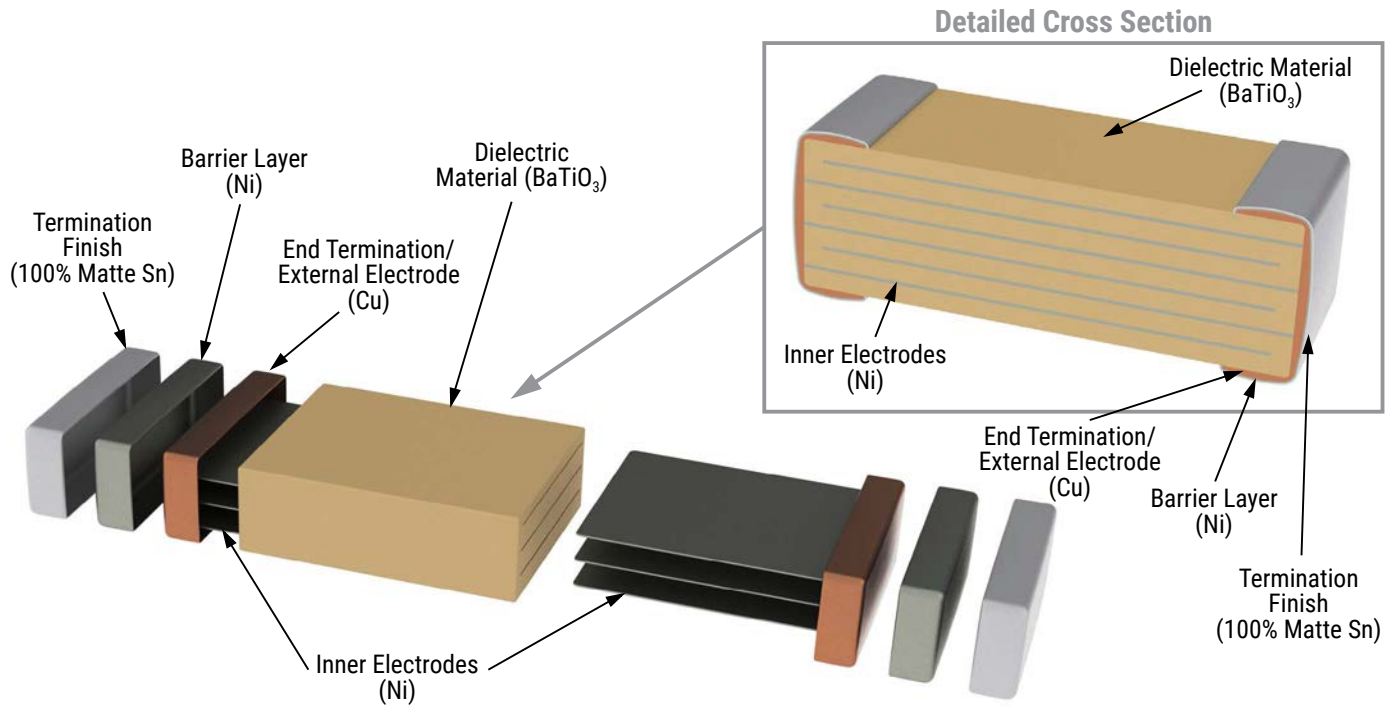 Detailed Cross Section
Dielectric Material
(BaTiO₃)
Barrier Layer
(Ni)
Dielectric
Material (BaTiO₃)
Termination
Finish
(100% Matte Sn)
End Termination/
External Electrode
(Cu)
Inner Electrodes
(Ni)
End Termination/
External Electrode
(Cu)
Barrier Layer
(Ni)
Termination
Finish
(100% Matte Sn)
Inner Electrodes
(Ni)